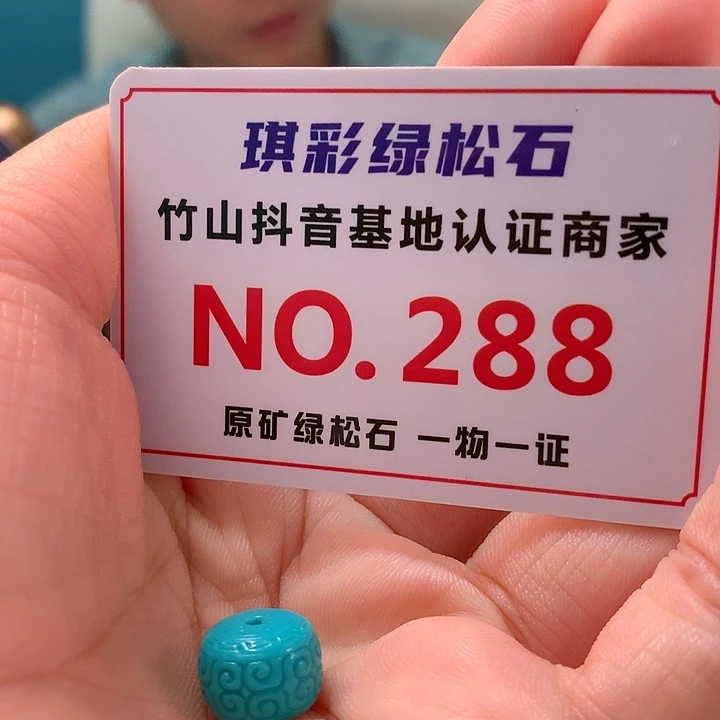 琪彩绿松石
竹山抖音基地认证商家
NO.288
原矿绿松石 一物一证